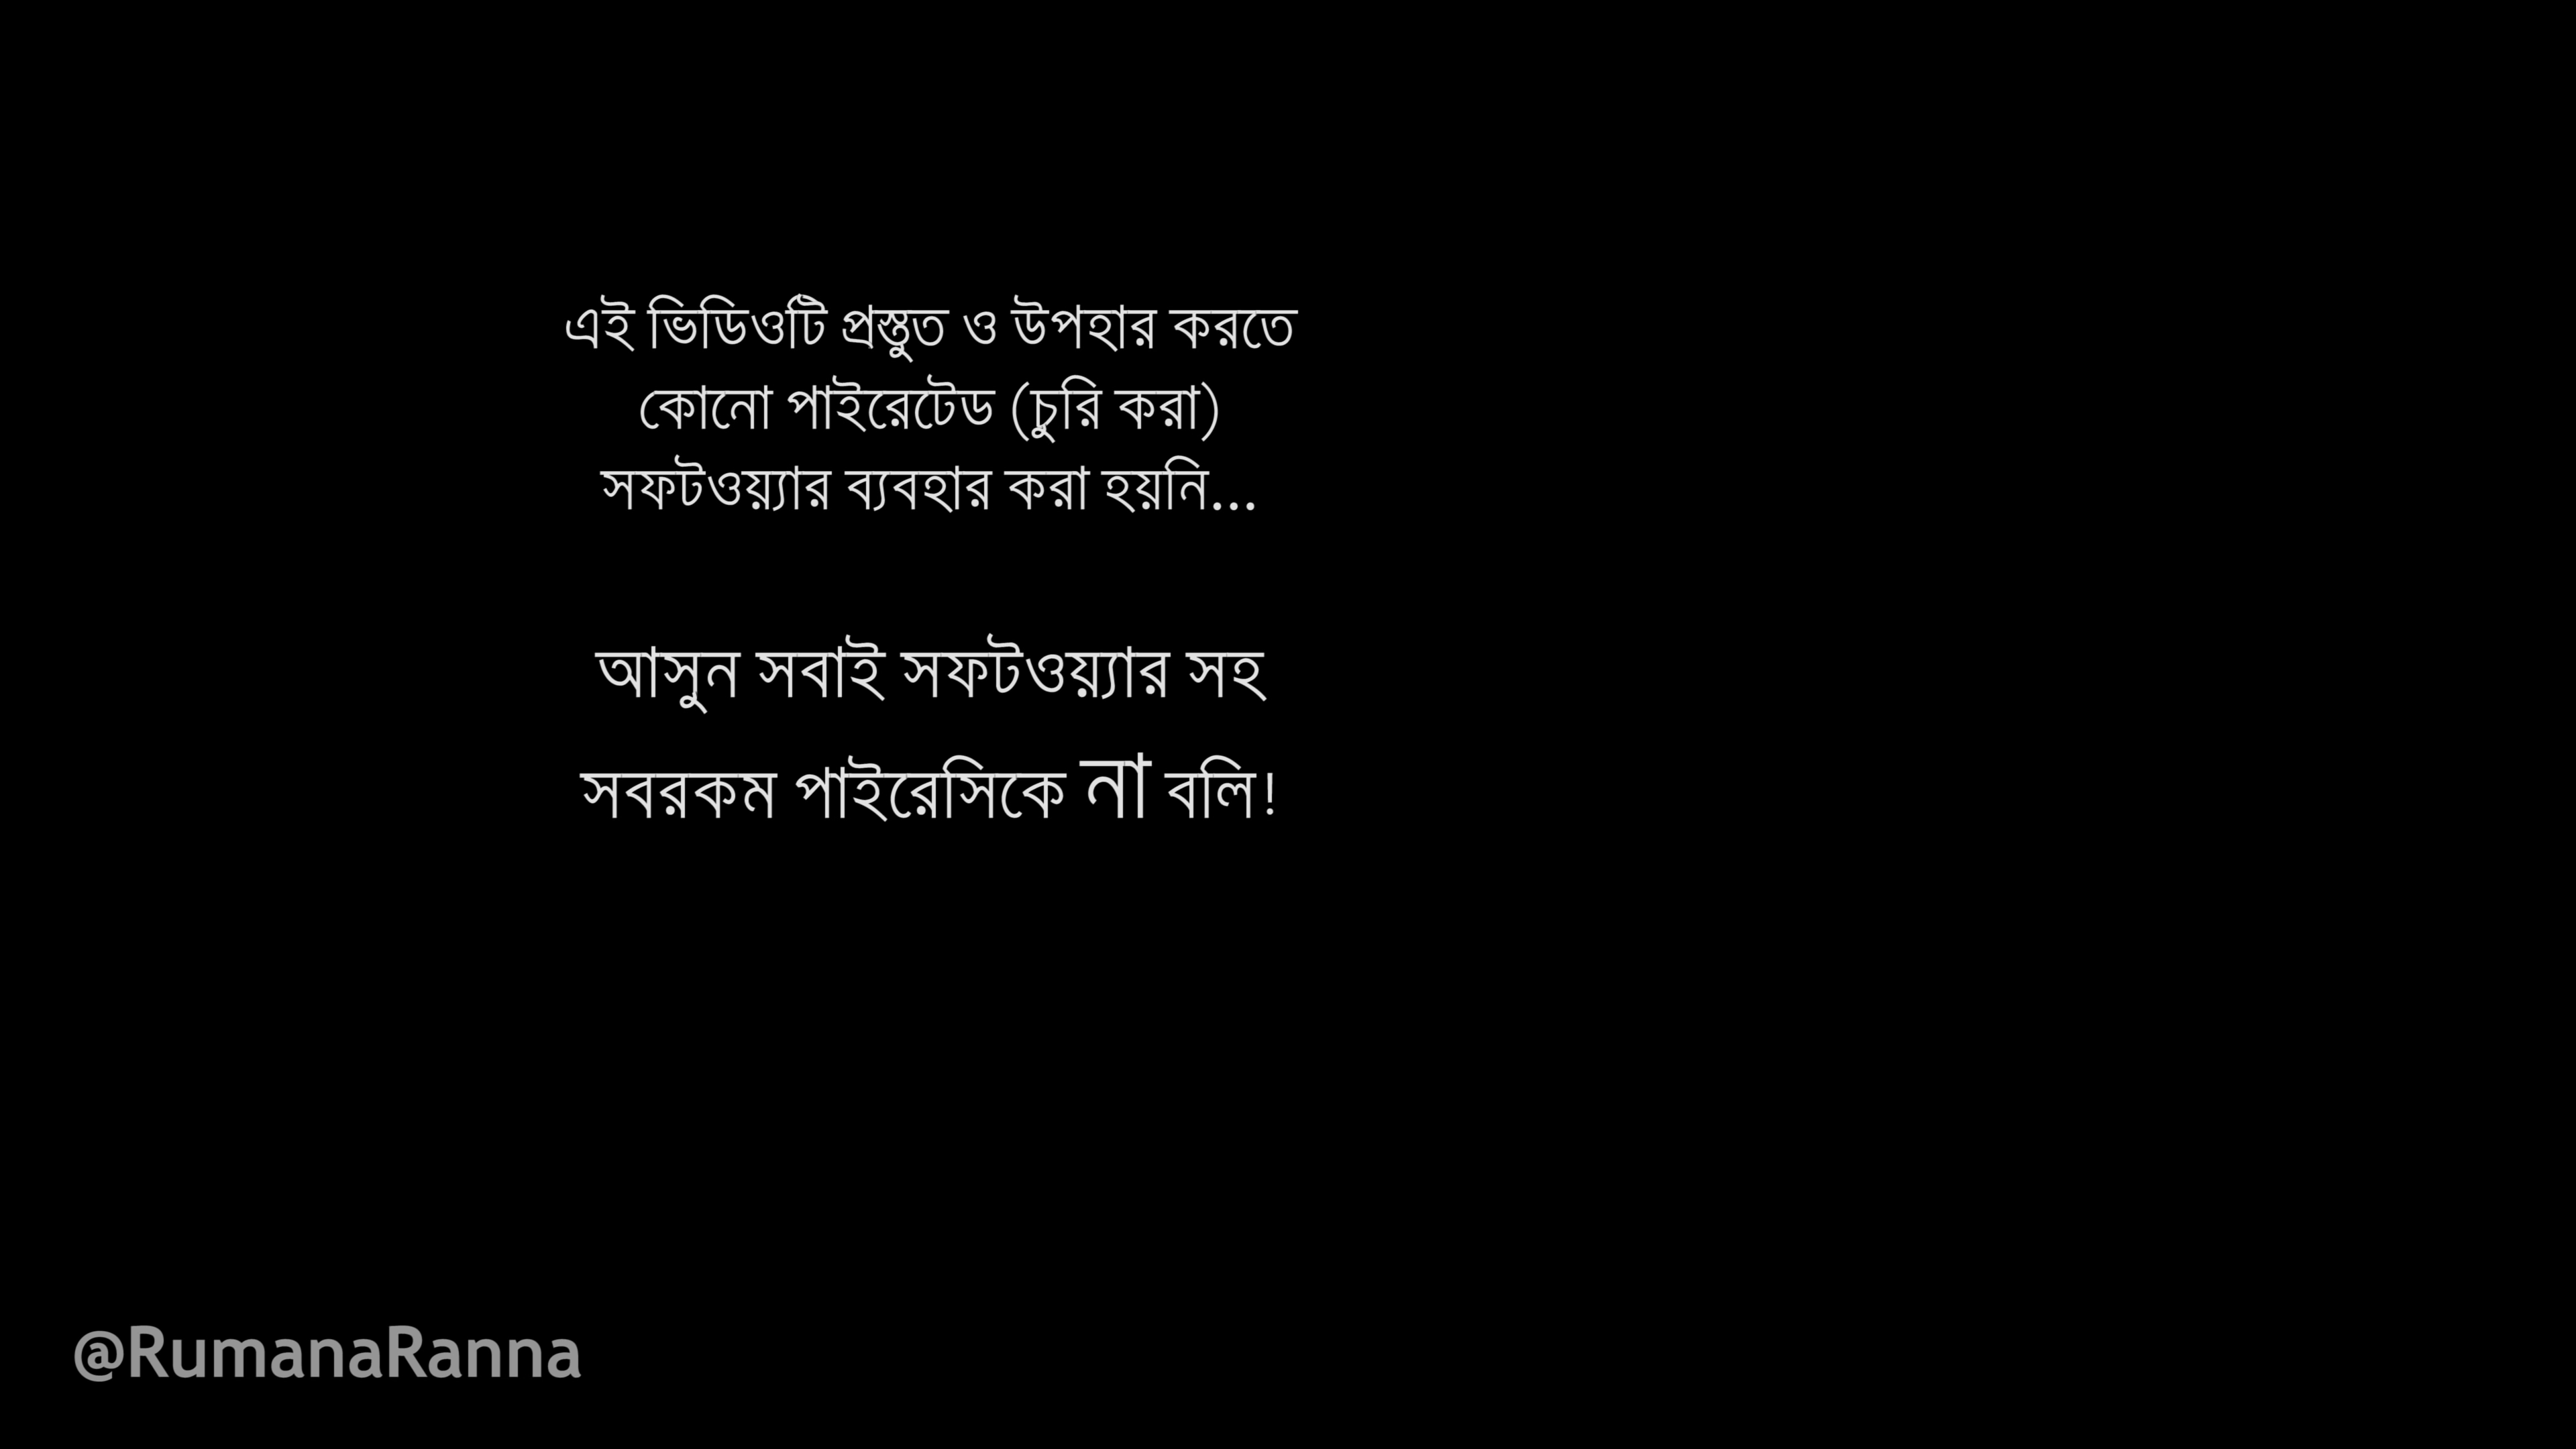 এই ভিডিওটি প্রস্তুত ও উপহার করতে
কোনো পাইরেটেড (চুরি করা)
সফটওয়্যার ব্যবহার করা হয়নি...
আসুন সবাই সফটওয়্যার সহ
সবরকম পাইরেসিকে না বলি!
@RumanaRanna